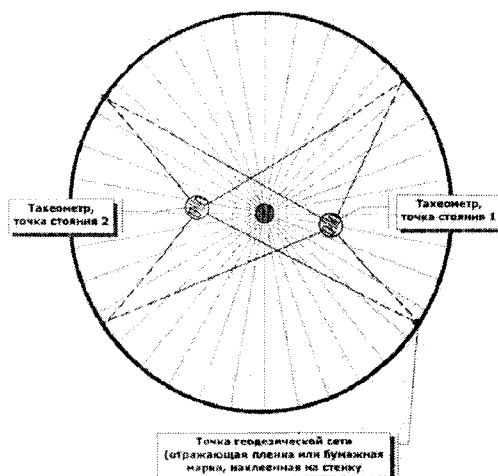 Тахеометр,
точка стояния 2
Тахеометр,
точка стояния 1
Точка геодезической сети
(отражающая пленка или бумажная
марка, наклеенная на стенку